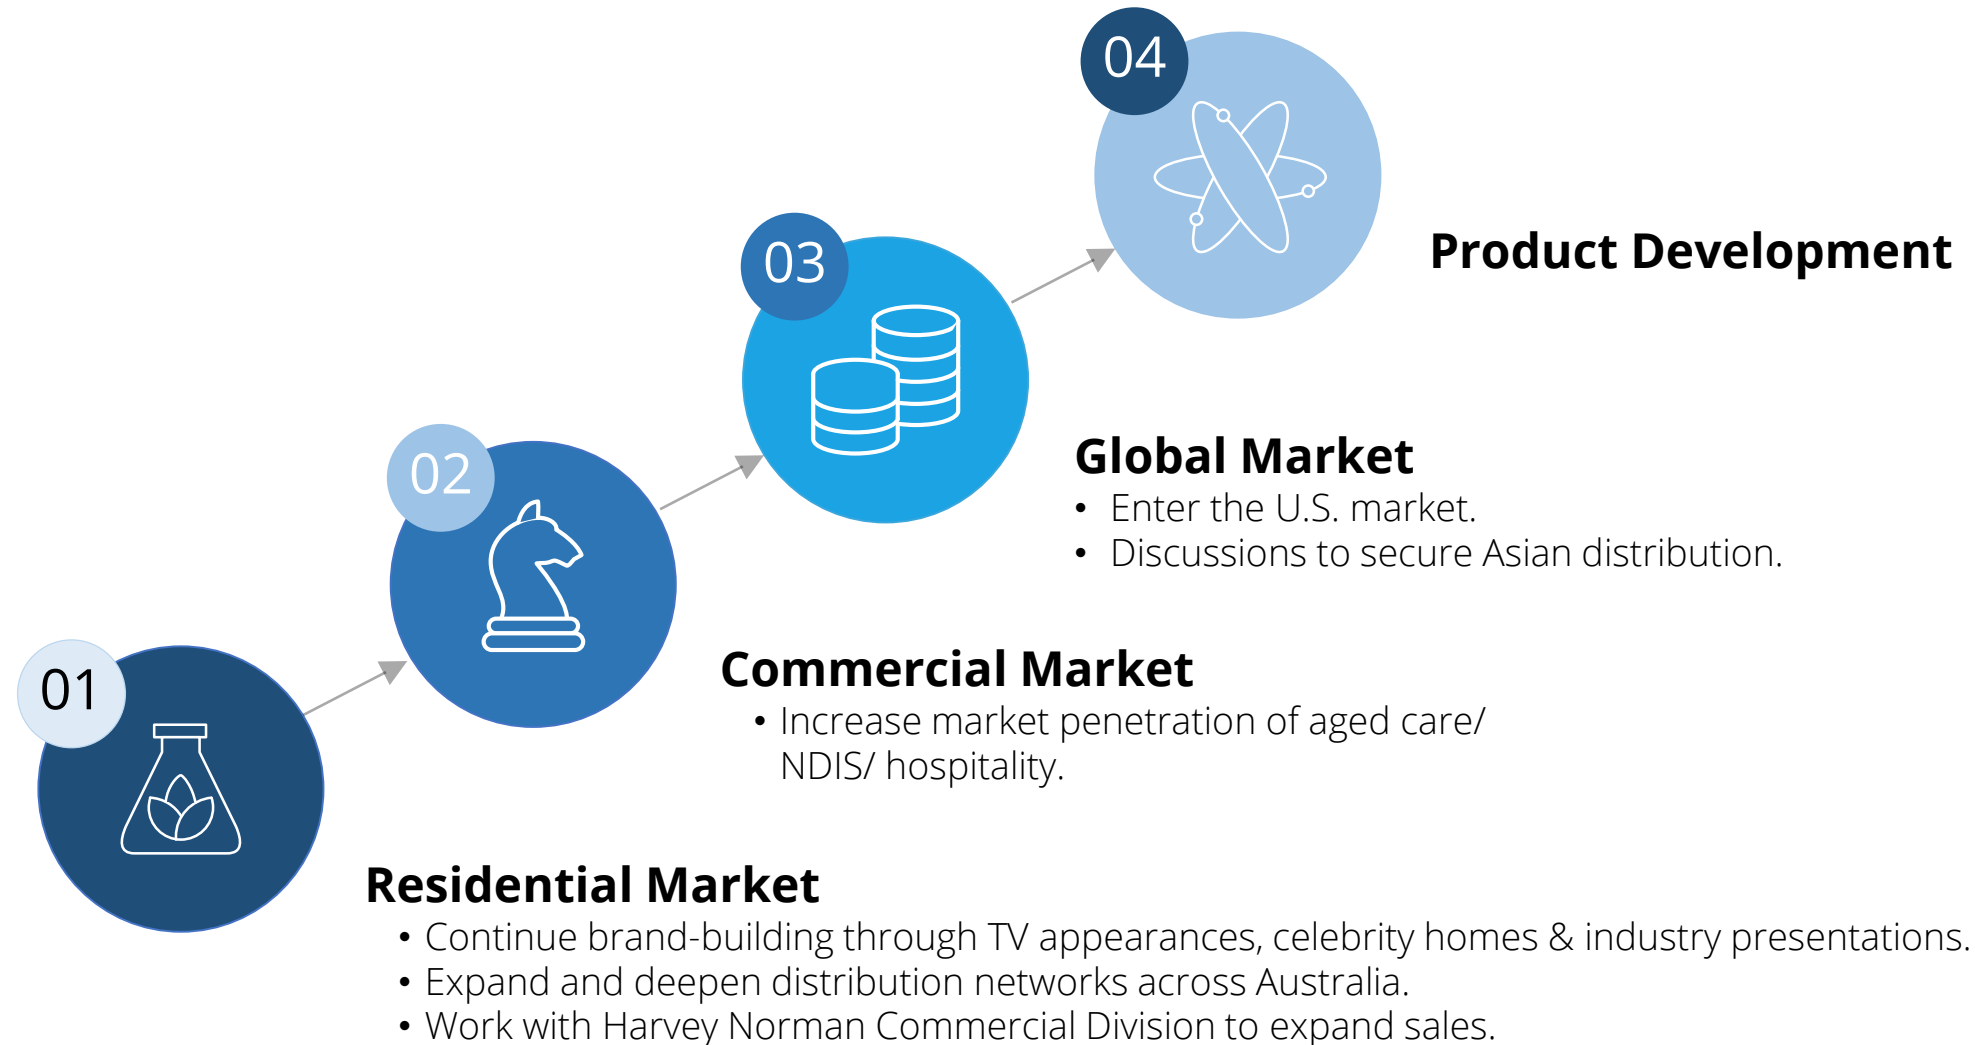 04
Product Development
03
Global Market
• Enter the U.S. market.
• Discussions to secure Asian distribution.
02
Commercial Market
• Increase market penetration of aged care/
NDIS/ hospitality.
01
Residential Market
• Continue brand-building through TV appearances, celebrity homes & industry presentations.
• Expand and deepen distribution networks across Australia.
• Work with Harvey Norman Commercial Division to expand sales.